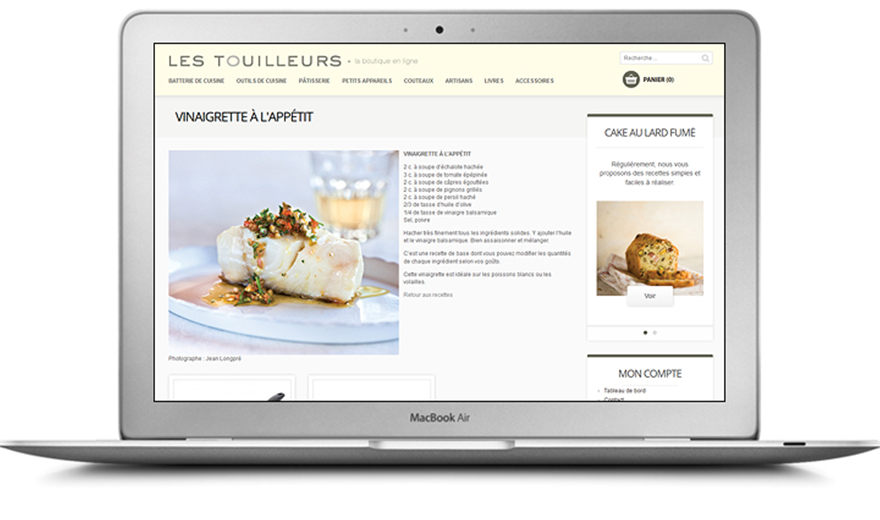 LES TOUILLEURS • la boutique en ligne
Recherche ...
BATTERIE DE CUISINE OUTILS DE CUISINE PÂTISSERIE PETITS APPAREILS COUTEAUX ARTISANS LIVRES ACCESSOIRES
PANIER (0)
VINAIGRETTE À L'APPÉTIT
VINAIGRETTE À L'APPÉTIT
2 c. à soupe d'échalote hachée
3 c. à soupe de tomate épépinée
2 c. à soupe de câpres égouttées
2 c. à soupe de pignons grillés
2 c. à soupe de persil haché
2/3 de tasse d'huile d'olive
1/4 de tasse de vinaigre balsamique
Sel, poivre
Hacher très finement tous les ingrédients solides. Y ajouter l'huile
et le vinaigre balsamique. Bien assaisonner et mélanger.
C'est une recette de base dont vous pouvez modifier les quantités
de chaque ingrédient selon vos goûts.
Cette vinaigrette est idéale sur les poissons blancs ou les
volailles.
Retour aux recettes
Photographe : Jean Longpré
CAKE AU LARD FUMÉ
Régulièrement, nous vous
proposons des recettes simples et
faciles à réaliser.
Voir
MON COMPTE
Tableau de bord
Contact
MacBook Air